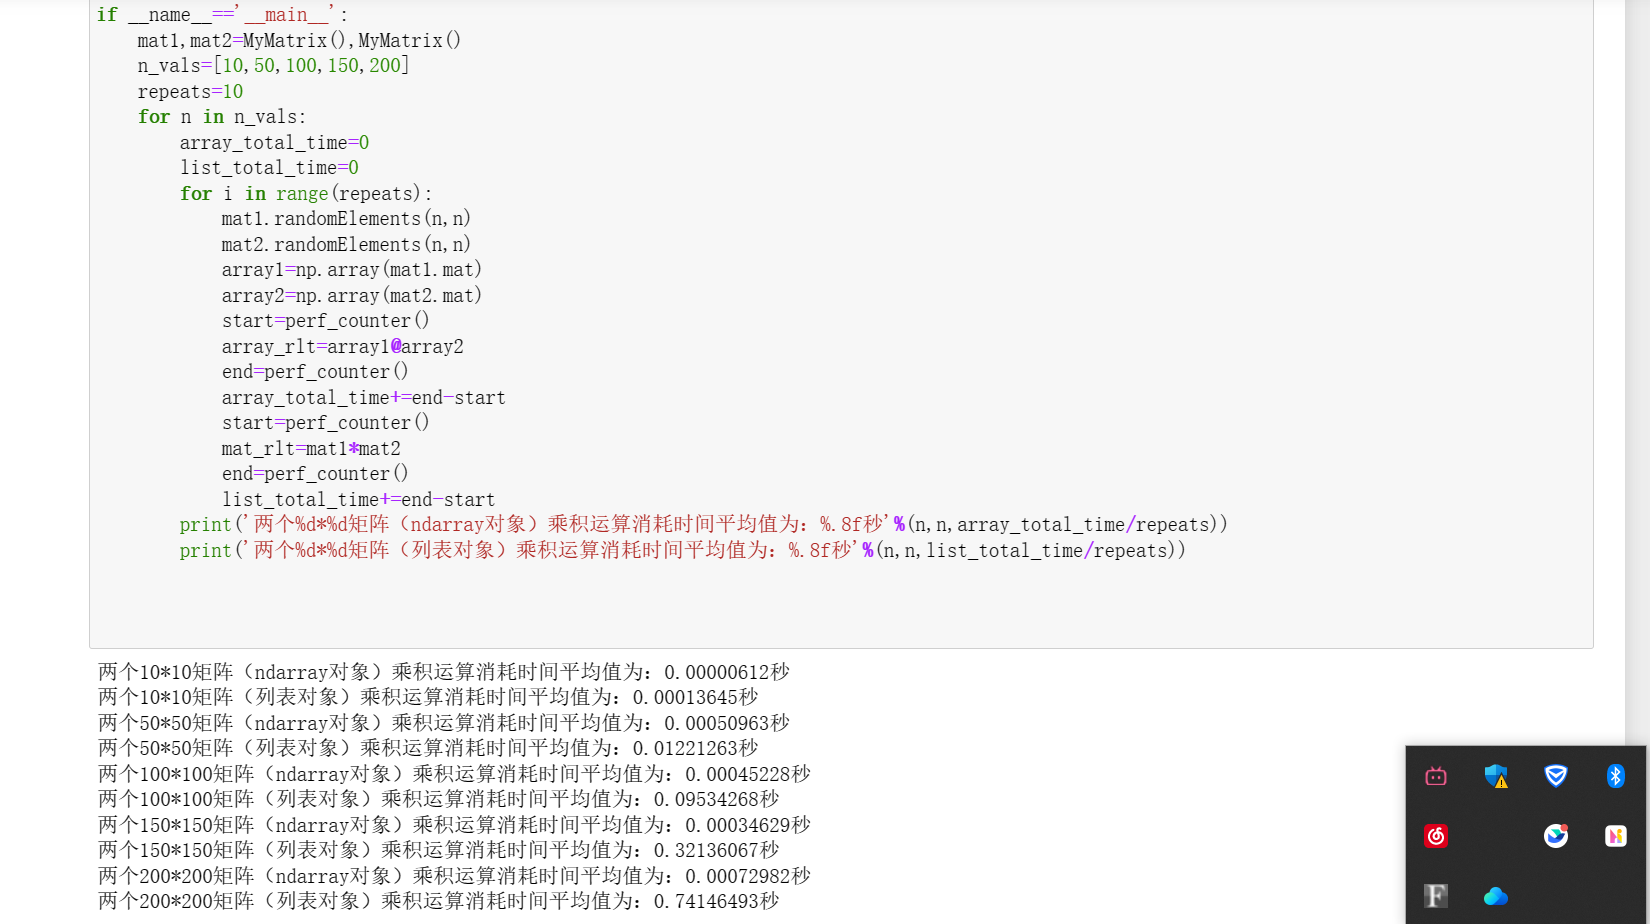 if __name__=='__main__':
    mat1,mat2=MyMatrix(),MyMatrix()
    n_vals=[10,50,100,150,200]
    repeats=10
    for n in n_vals:
        array_total_time=0
        list_total_time=0
        for i in range(repeats):
            mat1.randomElements(n,n)
            mat2.randomElements(n,n)
            array1=np.array(mat1.mat)
            array2=np.array(mat2.mat)
            start=perf_counter()
            array_rlt=array1@array2
            end=perf_counter()
            array_total_time+=end-start
            start=perf_counter()
            mat_rlt=mat1*mat2
            end=perf_counter()
            list_total_time+=end-start
        print('两个%d*%d矩阵（ndarray对象）乘积运算消耗时间平均值为：%.8f秒'%(n,n,array_total_time/repeats))
        print('两个%d*%d矩阵（列表对象）乘积运算消耗时间平均值为：%.8f秒'%(n,n,list_total_time/repeats))
两个10*10矩阵（ndarray对象）乘积运算消耗时间平均值为：0.00000612秒
两个10*10矩阵（列表对象）乘积运算消耗时间平均值为：0.00013645秒
两个50*50矩阵（ndarray对象）乘积运算消耗时间平均值为：0.00050963秒
两个50*50矩阵（列表对象）乘积运算消耗时间平均值为：0.01221263秒
两个100*100矩阵（ndarray对象）乘积运算消耗时间平均值为：0.00045228秒
两个100*100矩阵（列表对象）乘积运算消耗时间平均值为：0.09534268秒
两个150*150矩阵（ndarray对象）乘积运算消耗时间平均值为：0.00034629秒
两个150*150矩阵（列表对象）乘积运算消耗时间平均值为：0.32136067秒
两个200*200矩阵（ndarray对象）乘积运算消耗时间平均值为：0.00072982秒
两个200*200矩阵（列表对象）乘积运算消耗时间平均值为：0.74146493秒
F